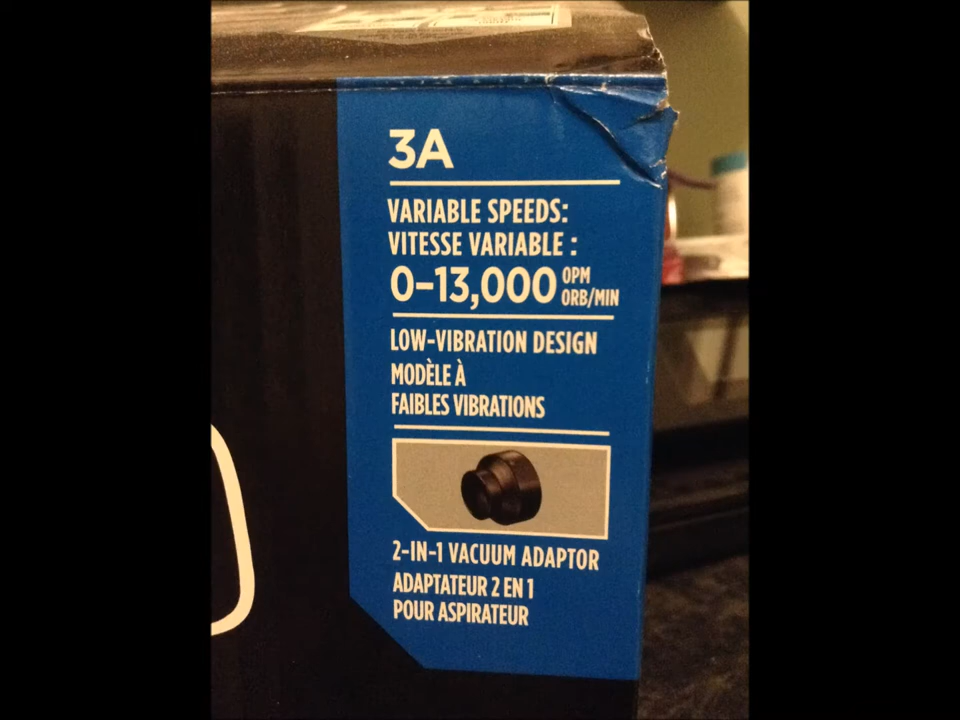 3A
VARIABLE SPEEDS:
VITESSE VARIABLE :
0-13,000 OPM
ORB/MIN
LOW-VIBRATION DESIGN
MODÈLE À
FAIBLES VIBRATIONS
2-IN-1 VACUUM ADAPTOR
ADAPTATEUR 2 EN 1
POUR ASPIRATEUR